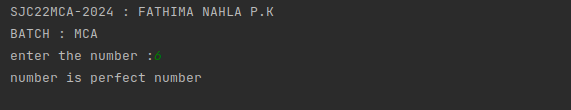 SJC22MCA-2024 : FATHIMA NAHLA P.K
BATCH : MCA
enter the number :6
number is perfect number